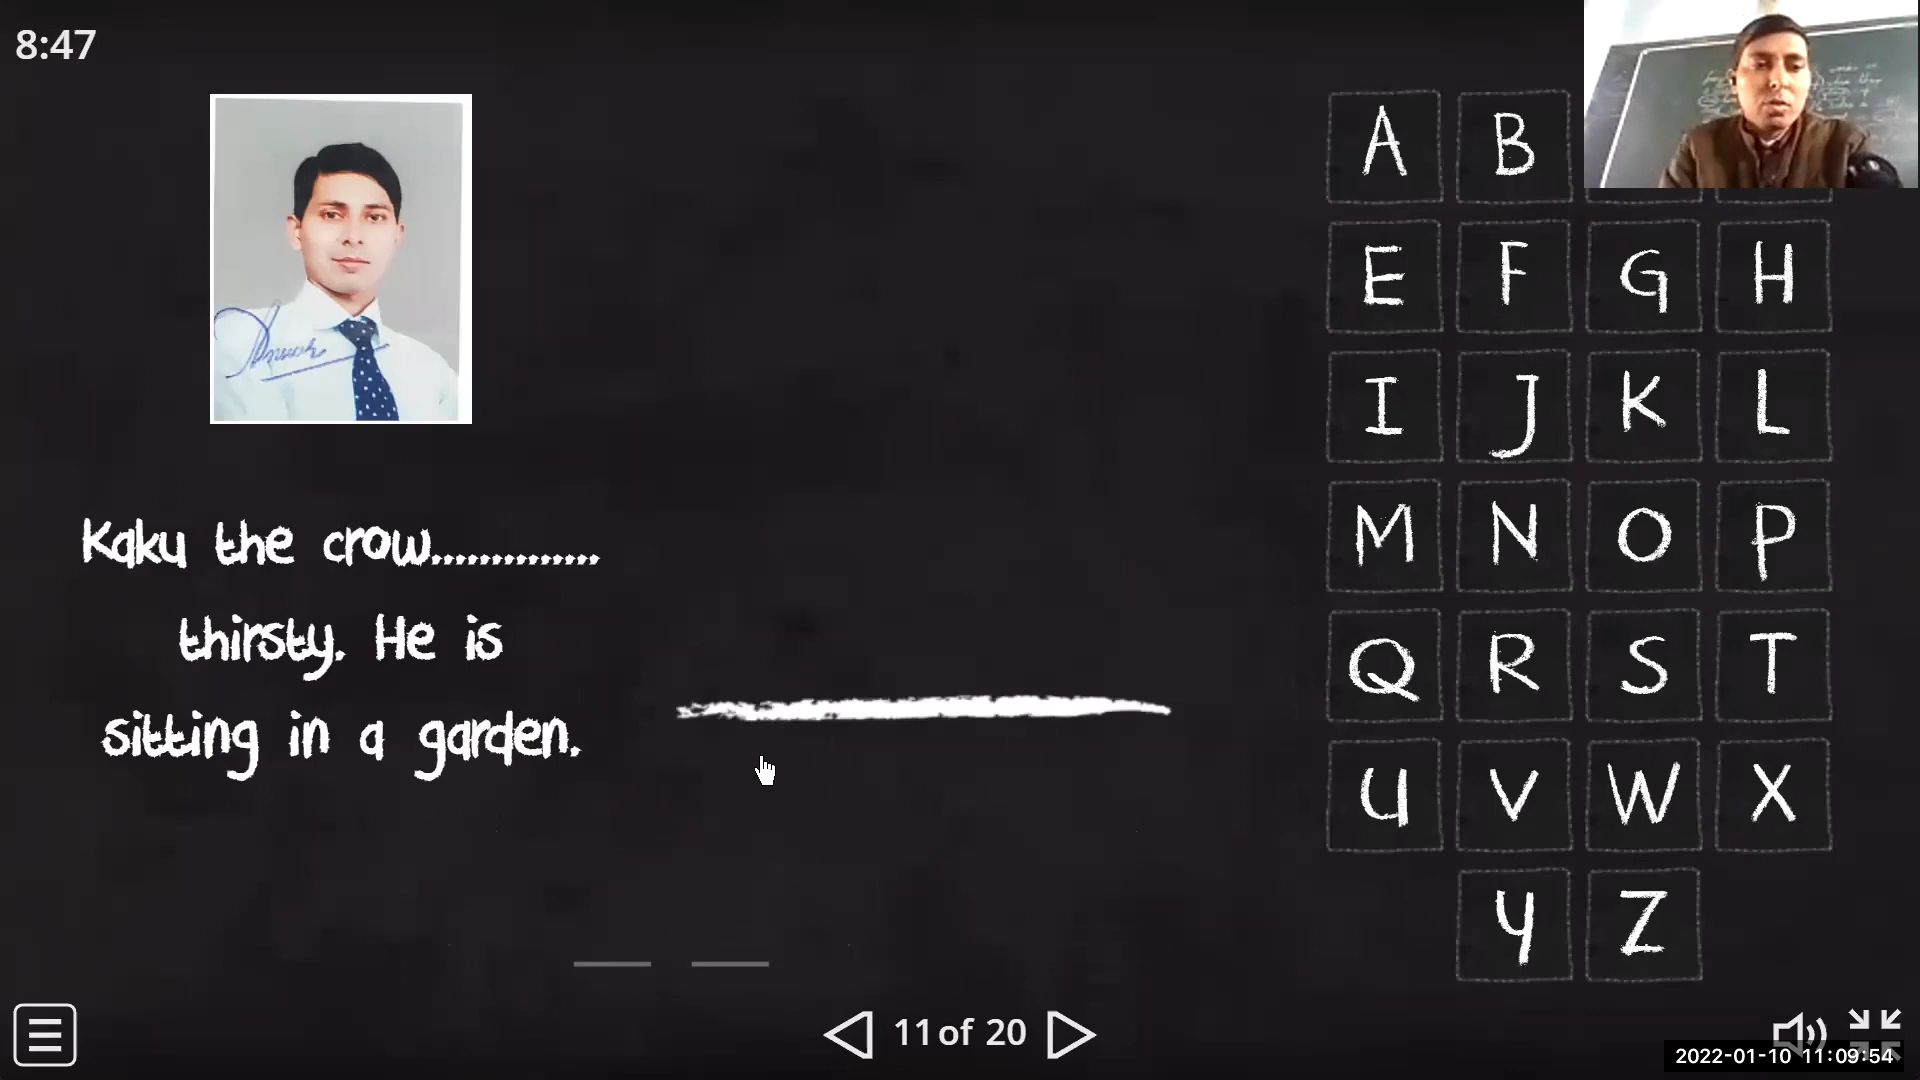 8:47
A B
E F G H
Kaku the crow..............
thirsty. He is
sitting in a garden.
I J K L
M N O P
Q R S T
U V W X
Y Z
11 of 20
2022-01-10 11:09:54